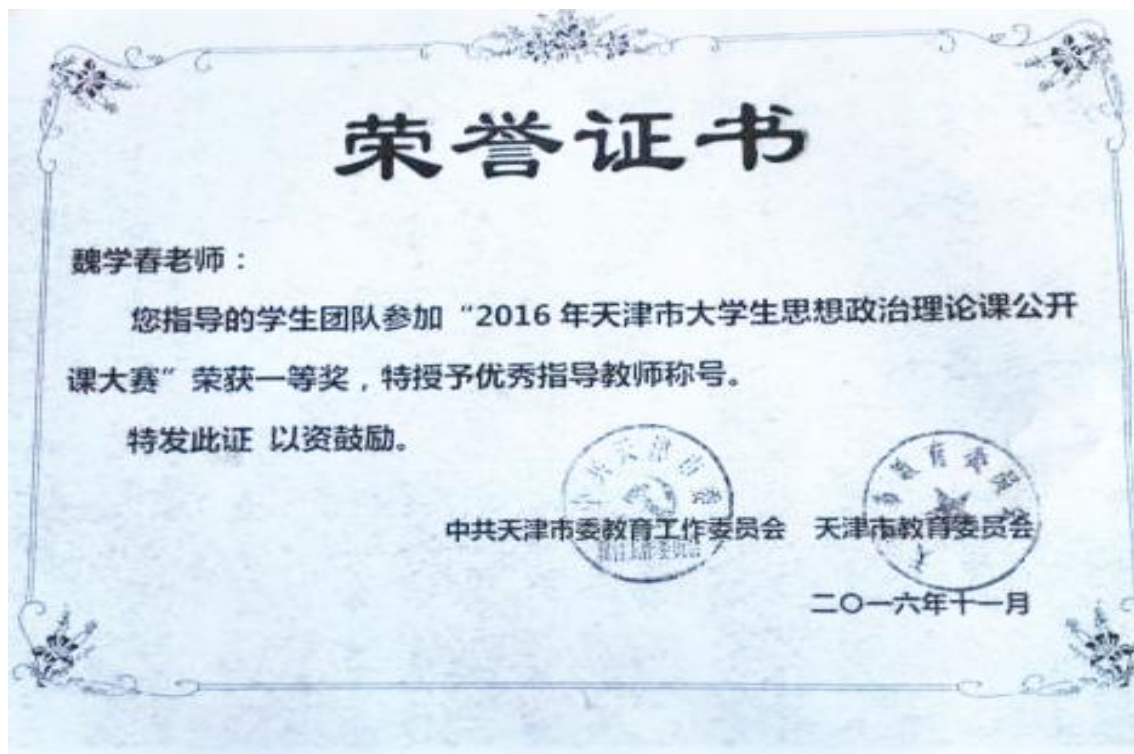 荣誉证书
魏学春老师：
您指导的学生团队参加“2016年天津市大学生思想政治理论课公开
课大赛”荣获一等奖，特授予优秀指导教师称号。
特发此证 以资鼓励。
中共天津市委教育工作委员会 天津市教育委员会
二〇一六年十一月